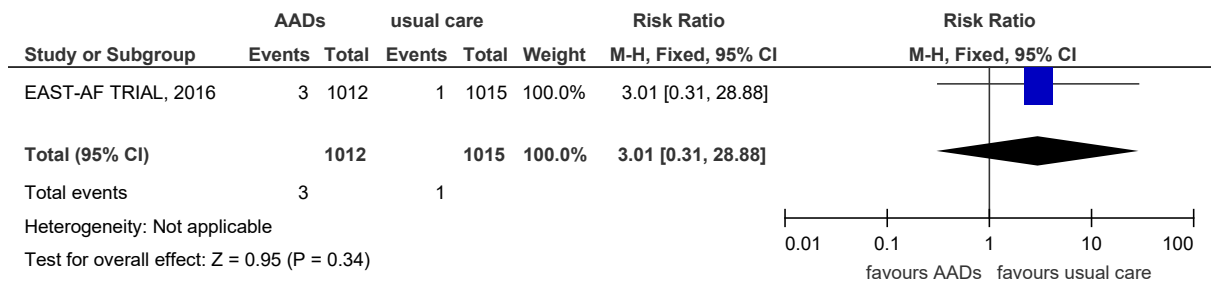 AADs usual care Risk Ratio Risk Ratio
Study or Subgroup Events Total Events Total Weight M-H, Fixed, 95% CI M-H, Fixed, 95% CI
EAST-AF TRIAL, 2016 3 1012 1 1015 100.0% 3.01 [0.31, 28.88]
Total (95% CI) 1012 1015 100.0% 3.01 [0.31, 28.88]
Total events 3 1
Heterogeneity: Not applicable
Test for overall effect: Z = 0.95 (P = 0.34)
0.01 0.1 1 10 100
favours AADs favours usual care